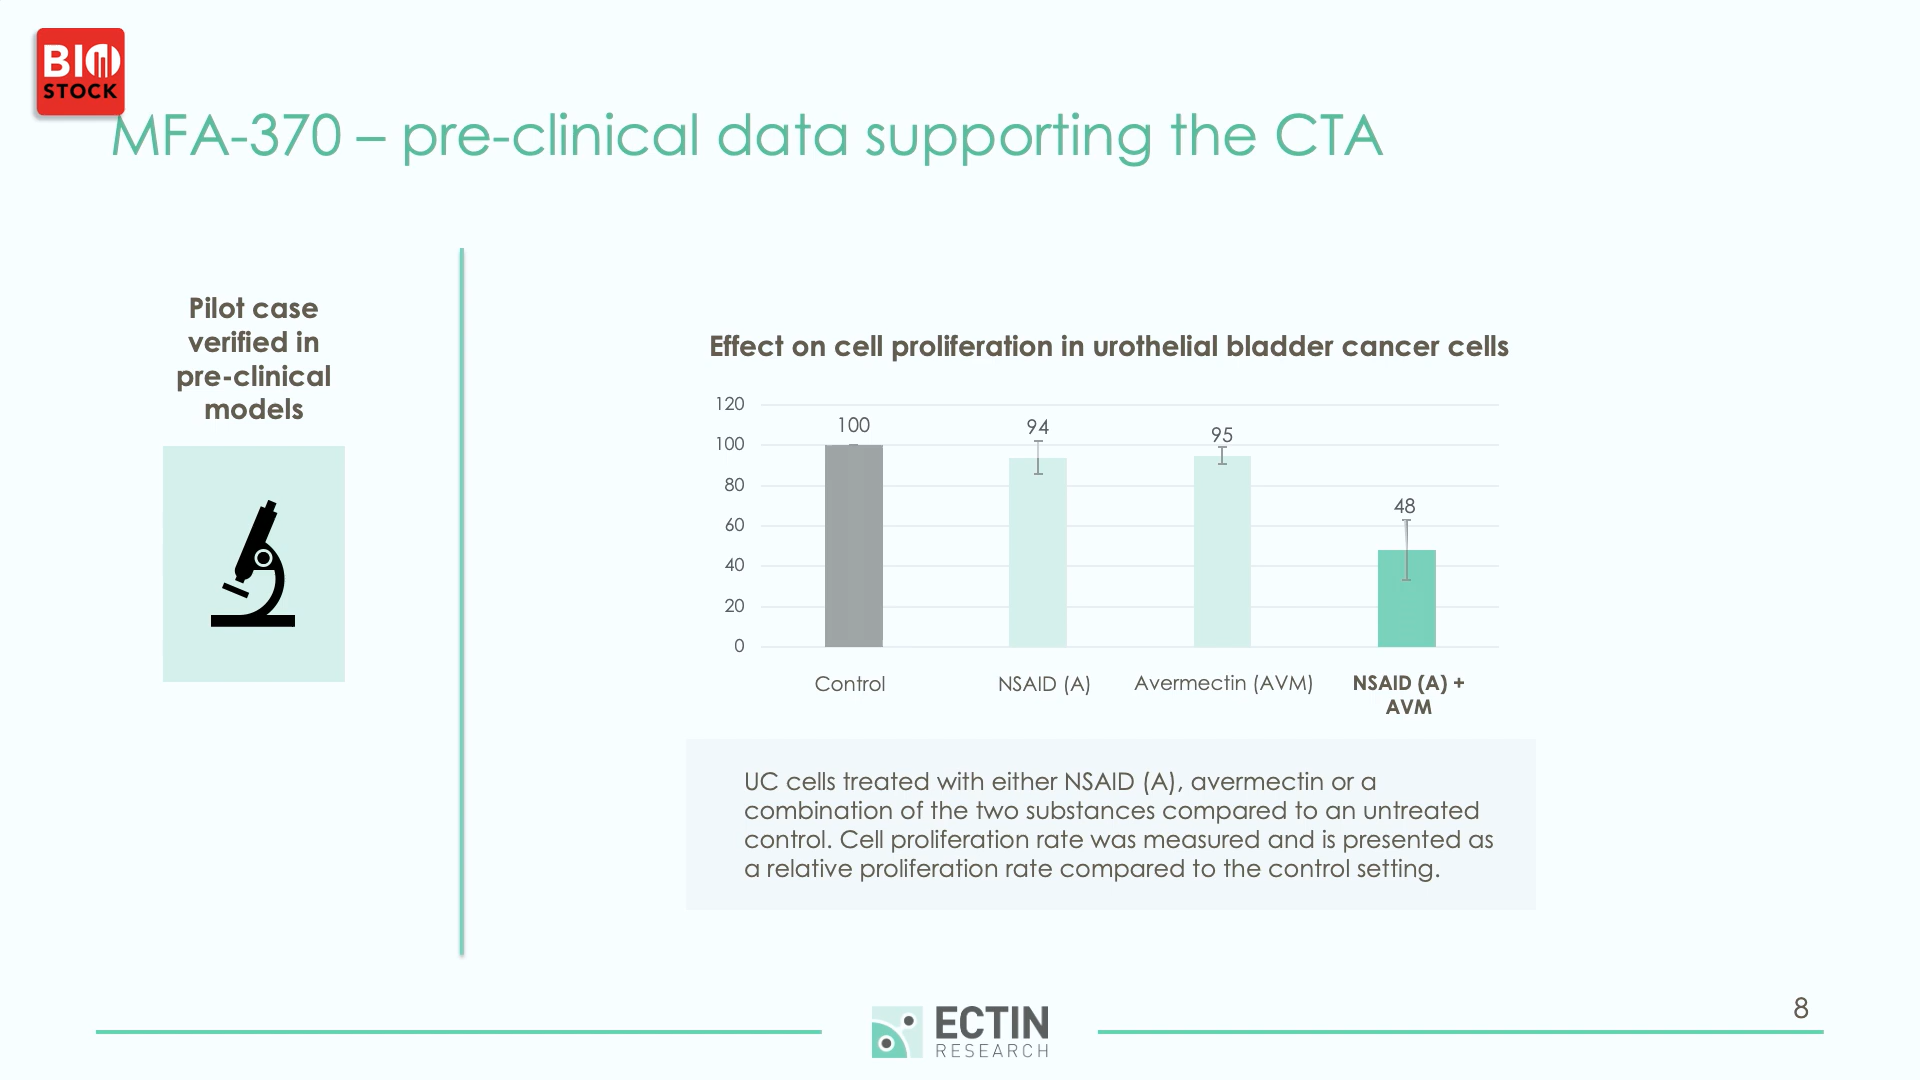 BIO
STOCK
MFA-370 – pre-clinical data supporting the CTA
Pilot case
verified in
pre-clinical
models
Effect on cell proliferation in urothelial bladder cancer cells
120
100
80
60
40
20
0
100
94
95
48
Control
NSAID (A)
Avermectin (AVM)
NSAID (A) +
AVM
UC cells treated with either NSAID (A), avermectin or a
combination of the two substances compared to an untreated
control. Cell proliferation rate was measured and is presented as
a relative proliferation rate compared to the control setting.
ECTIN
RESEARCH
8